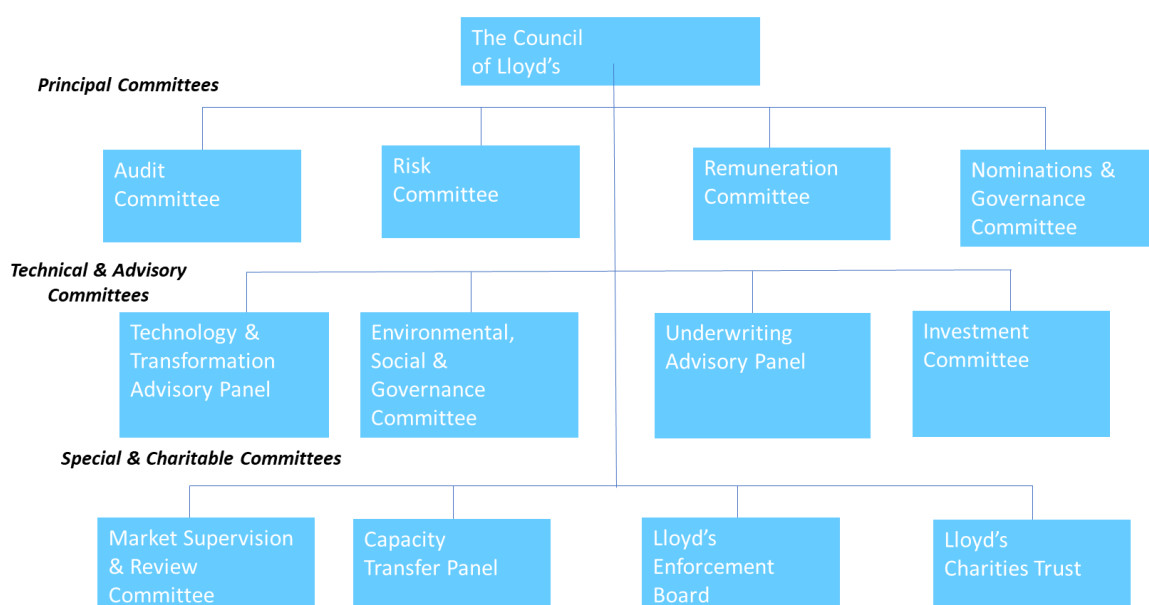 The Council
of Lloyd’s
Principal Committees
Audit
Committee
Risk
Committee
Remuneration
Committee
Nominations &
Governance
Committee
Technical & Advisory
Committees
Technology &
Transformation
Advisory Panel
Environmental,
Social &
Governance
Committee
Underwriting
Advisory Panel
Investment
Committee
Special & Charitable Committees
Market Supervision
& Review
Committee
Capacity
Transfer Panel
Lloyd’s
Enforcement
Board
Lloyd’s
Charities Trust